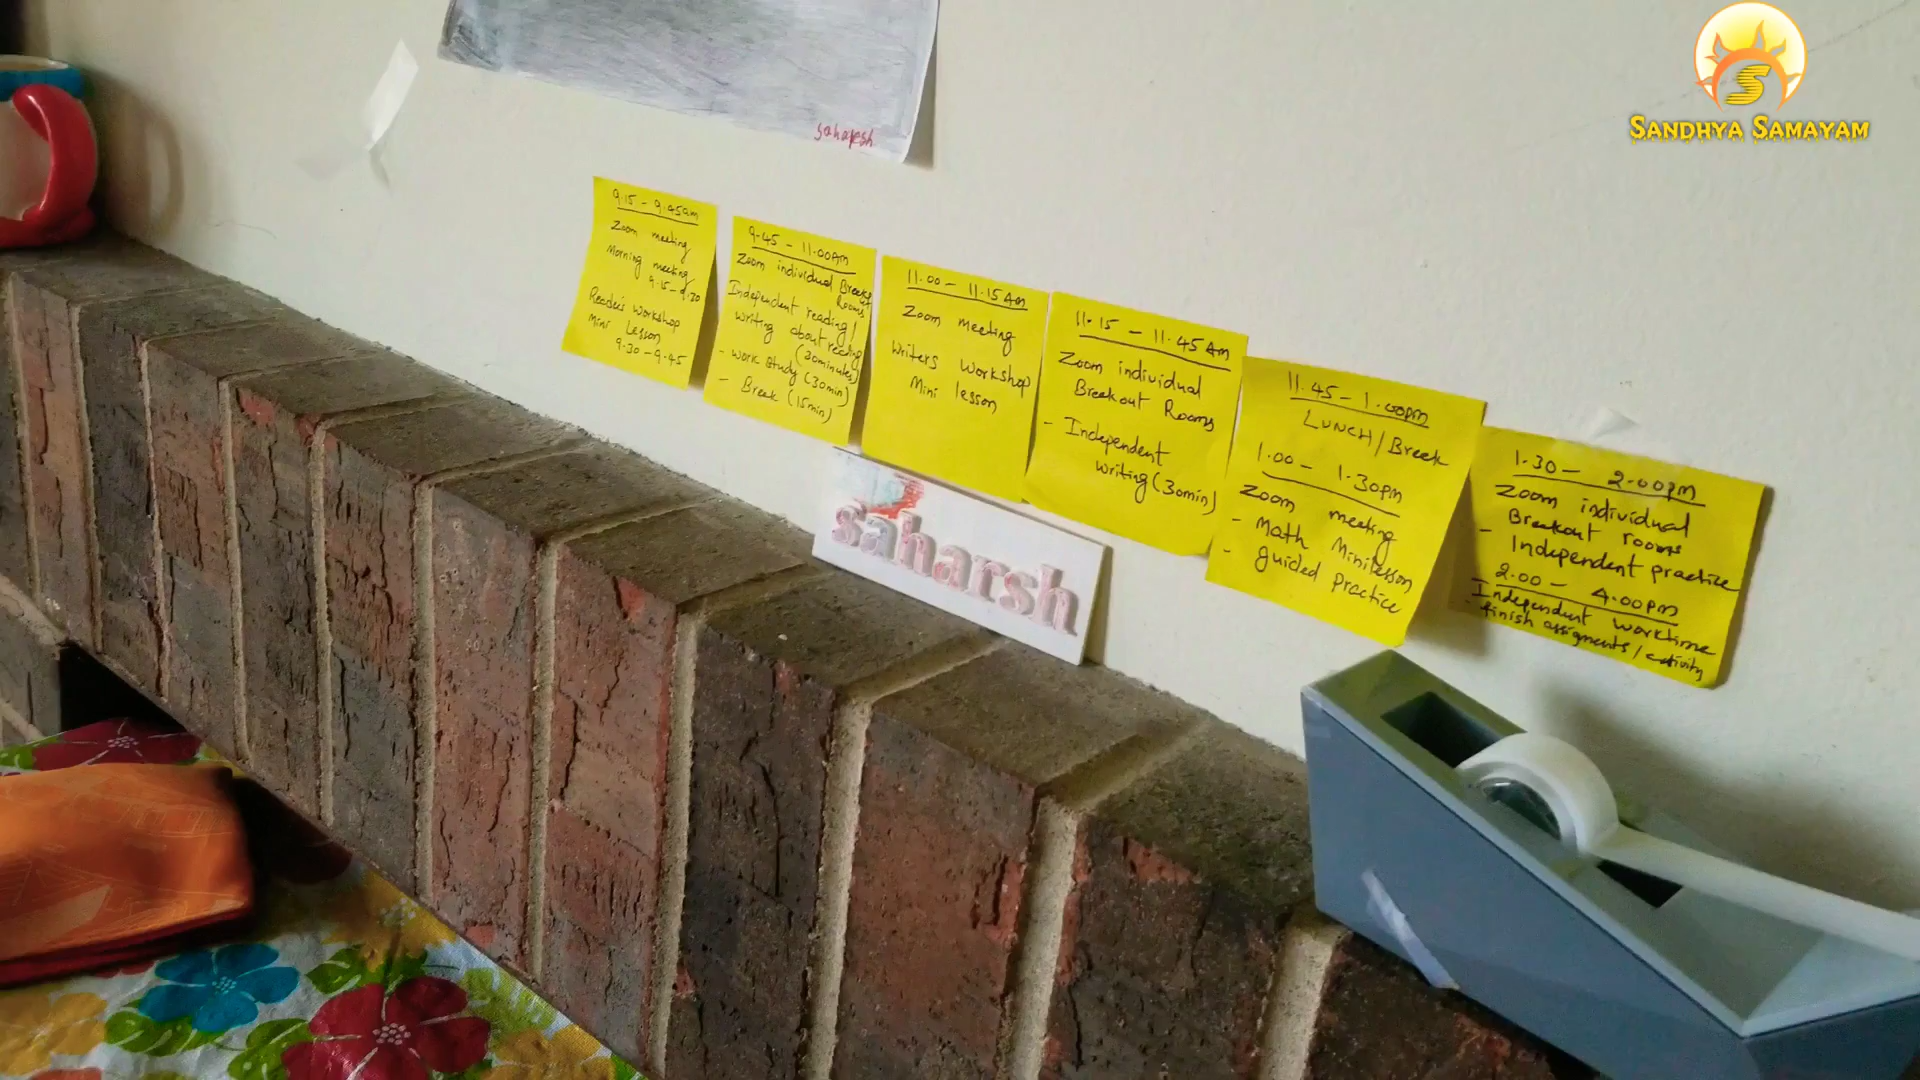 SANDHYA SAMAYAM
9.15 - 9.45am
Zoom meeting
Morning meeting
9.15-9.30
Reader's Workshop
Mini Lesson
9.30-9.45
9.45 - 11.00Am
Zoom individual Break
Rooms
Independent reading/
writing about reading
(30minutes)
- Work Study (30min)
- Break (15min)
11.00 - 11.15 Am
Zoom Meeting
Writers Workshop
Mini lesson
11.15 - 11.45 Am
Zoom individual
Breakout Rooms
- Independent
writing (30min)
11.45 - 1.00pm
LUNCH/Break
1.00 - 1.30pm
Zoom meeting
- Math Minilesson
- guided practice
1.30 - 2.00pm
Zoom individual
Breakout rooms
- Independent practice
2.00 - 4.00pm
Independent worktime
- finish assigments/activity
saharsh